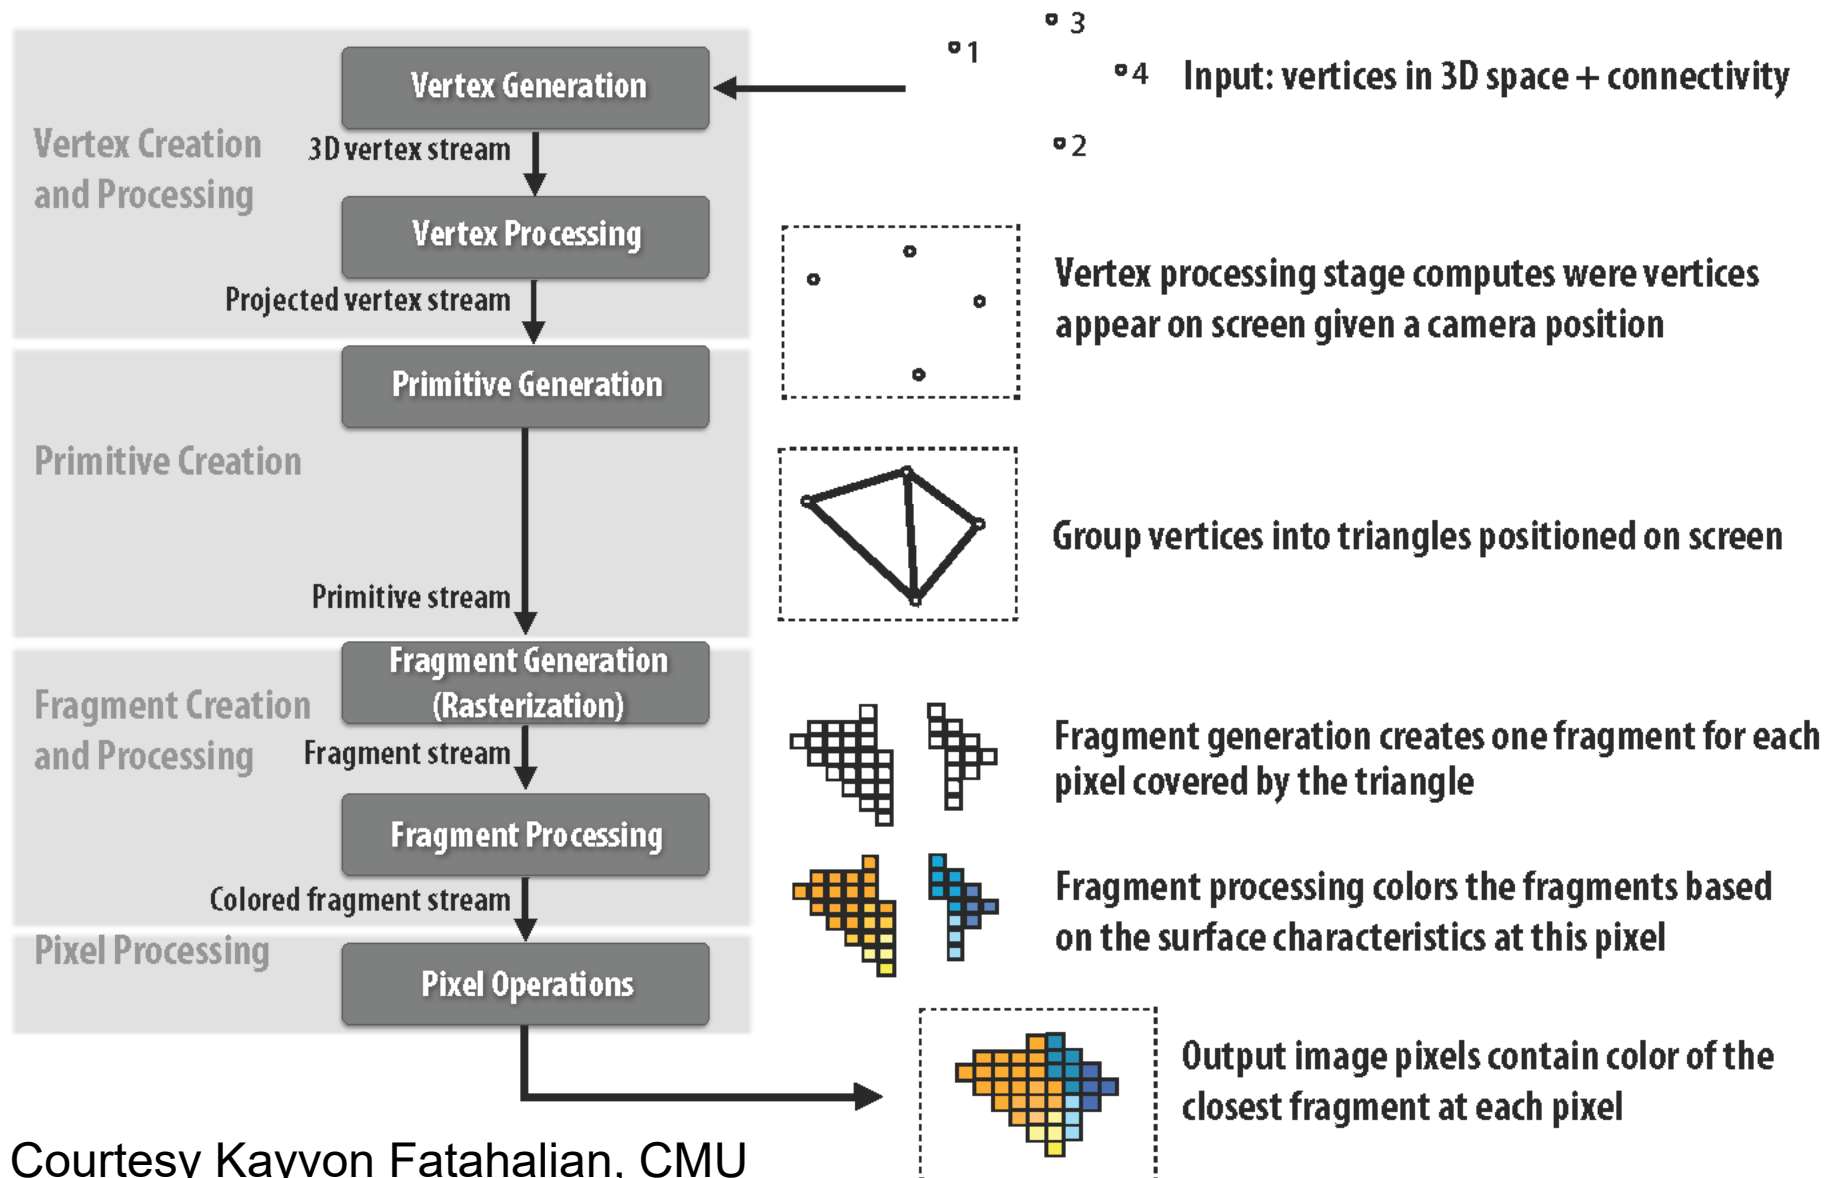 Vertex Creation
and Processing
Vertex Generation
3D vertex stream
Vertex Processing
Projected vertex stream
1
3
4
2
Input: vertices in 3D space + connectivity
Vertex processing stage computes were vertices
appear on screen given a camera position
Primitive Creation
Primitive Generation
Primitive stream
Group vertices into triangles positioned on screen
Fragment Creation
and Processing
Fragment Generation
(Rasterization)
Fragment stream
Fragment Processing
Colored fragment stream
Fragment generation creates one fragment for each
pixel covered by the triangle
Fragment processing colors the fragments based
on the surface characteristics at this pixel
Pixel Processing
Pixel Operations
Output image pixels contain color of the
closest fragment at each pixel
Courtesy Kayvon Fatahalian, CMU